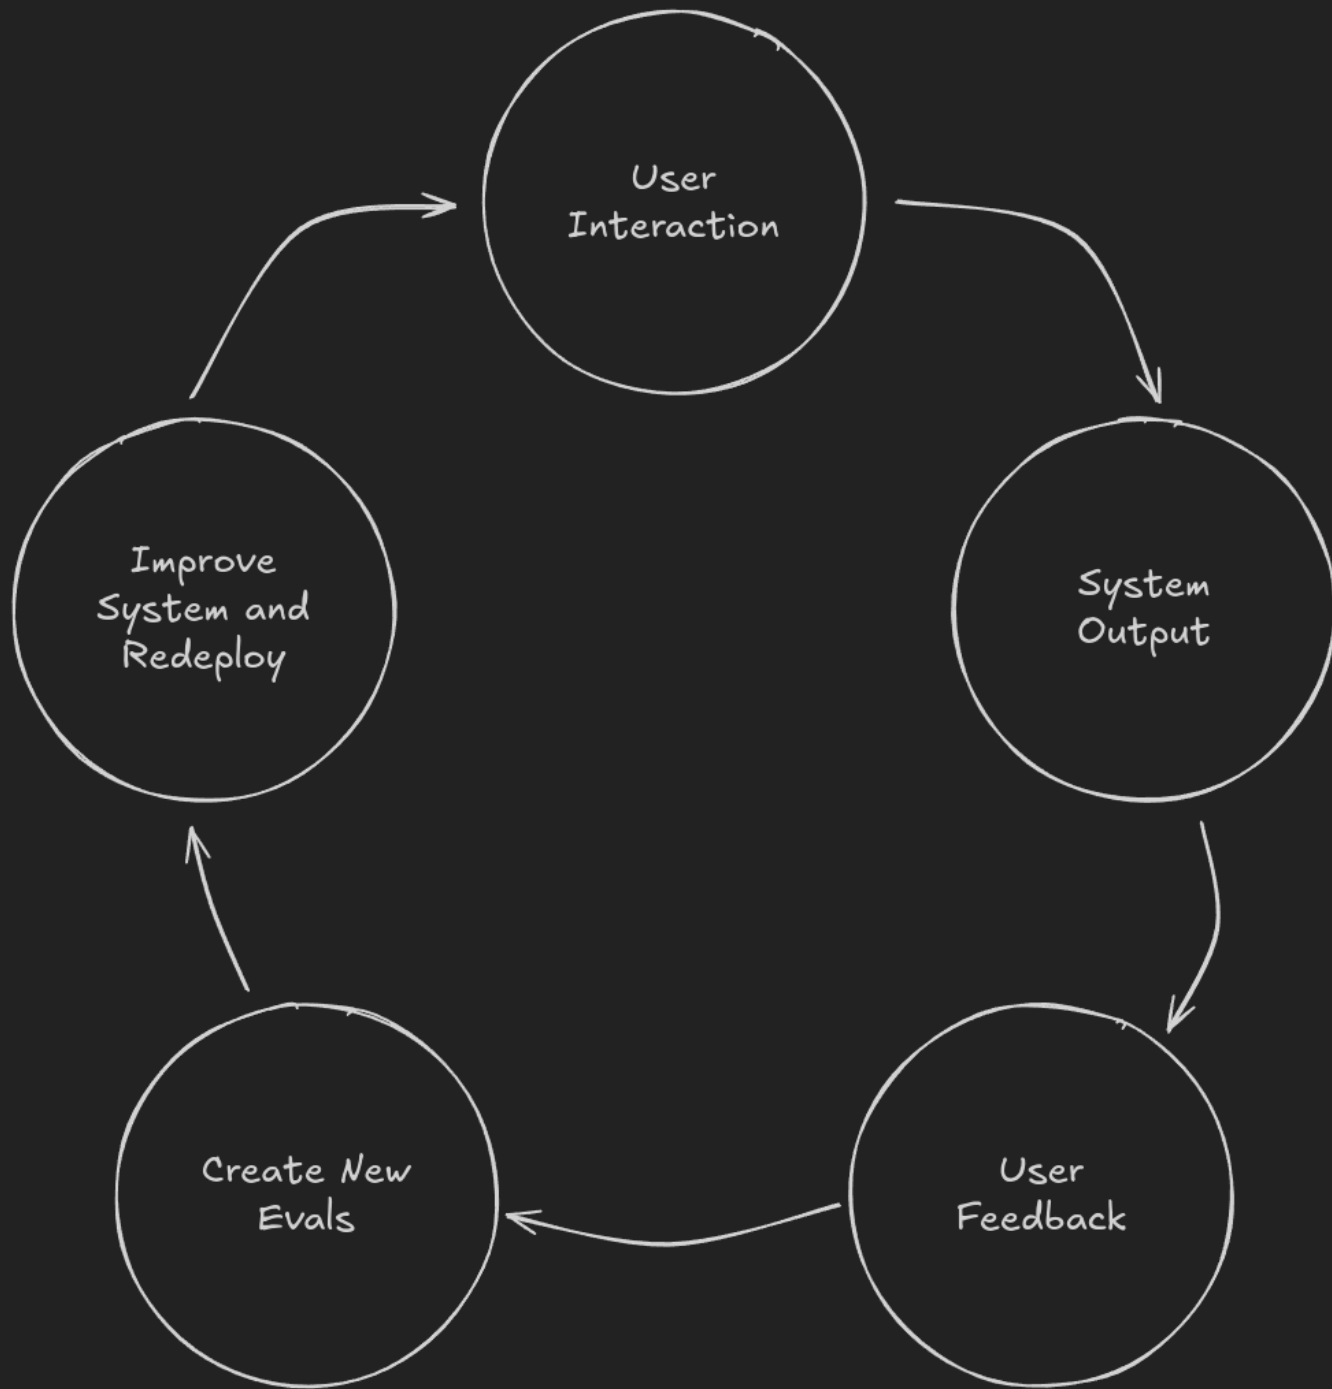 User
Interaction
System
Output
User
Feedback
Create New
Evals
Improve
System and
Redeploy